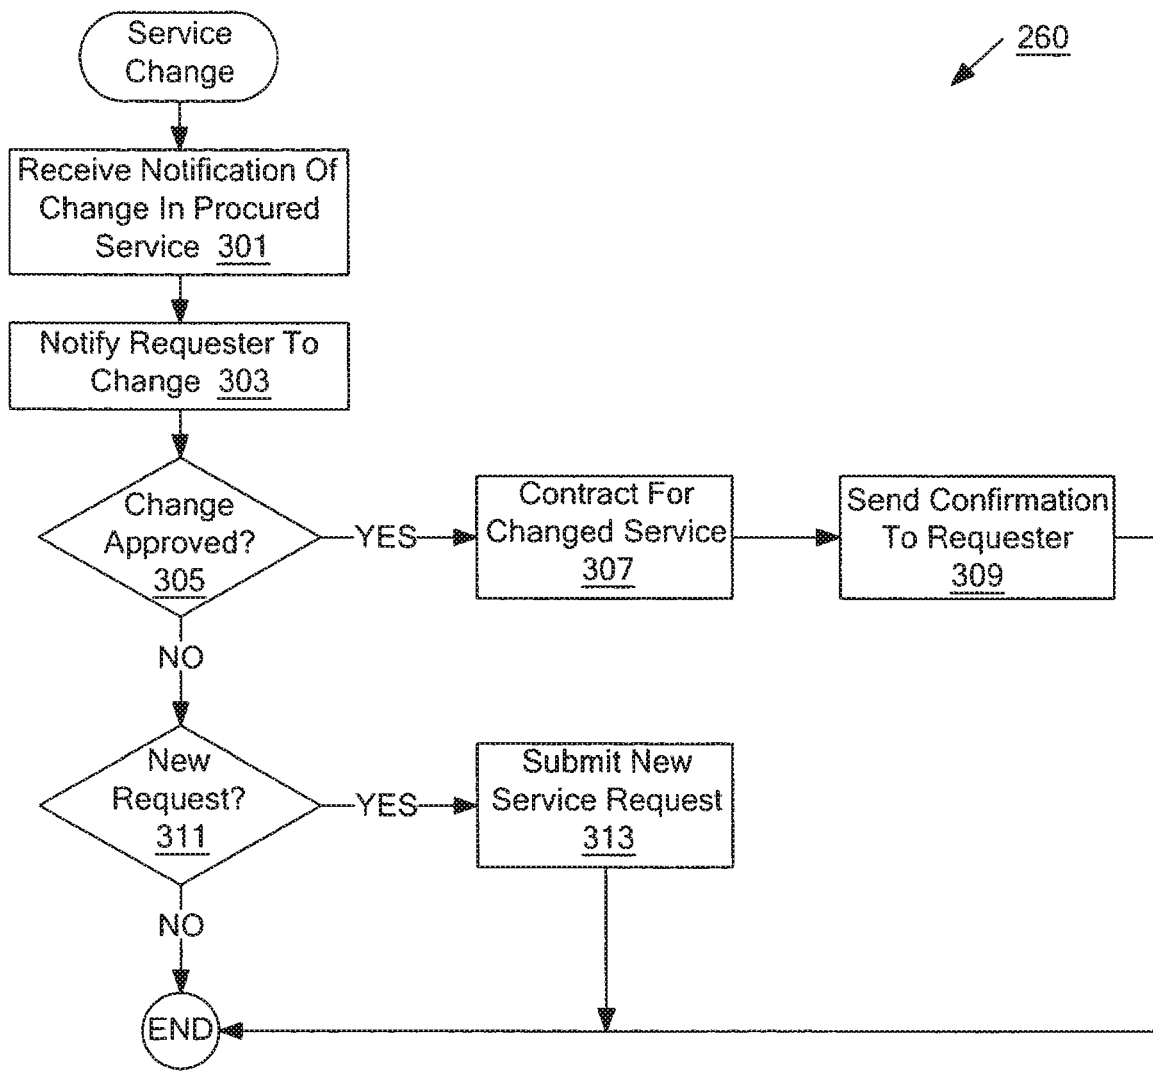 Service
Change
260
Receive Notification Of
Change In Procured
Service 301
Notify Requester To
Change 303
Change
Approved?
305
YES
Contract For
Changed Service
307
Send Confirmation
To Requester
309
NO
New
Request?
311
YES
Submit New
Service Request
313
NO
END